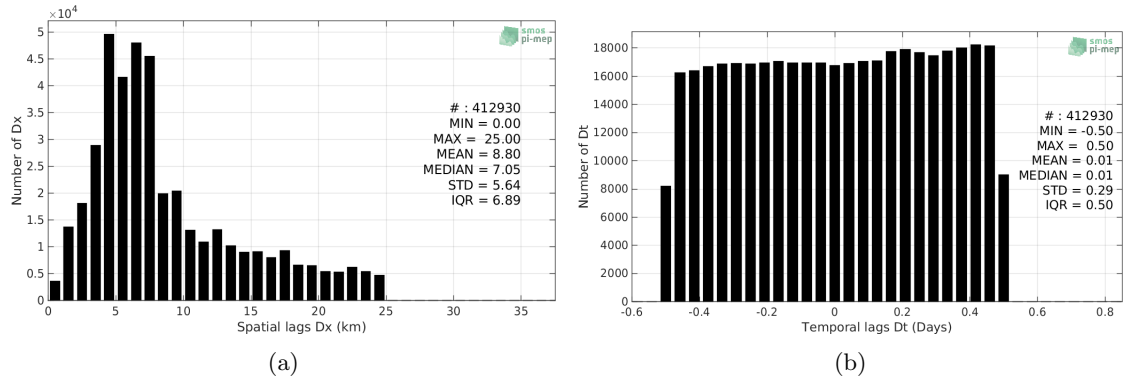 ×10⁴
5
4.5
4
3.5
3
2.5
2
1.5
1
0.5
0
Number of Dx
0 5 10 15 20 25 30 35
Spatial lags Dx (km)
smos
pi-mep
# : 412930
MIN = 0.00
MAX = 25.00
MEAN = 8.80
MEDIAN = 7.05
STD = 5.64
IQR = 6.89
(a)
18000
16000
14000
12000
10000
8000
6000
4000
2000
0
Number of Dt
-0.6 -0.4 -0.2 0 0.2 0.4 0.6 0.8
Temporal lags Dt (Days)
smos
pi-mep
# : 412930
MIN = -0.50
MAX = 0.50
MEAN = 0.01
MEDIAN = 0.01
STD = 0.29
IQR = 0.50
(b)